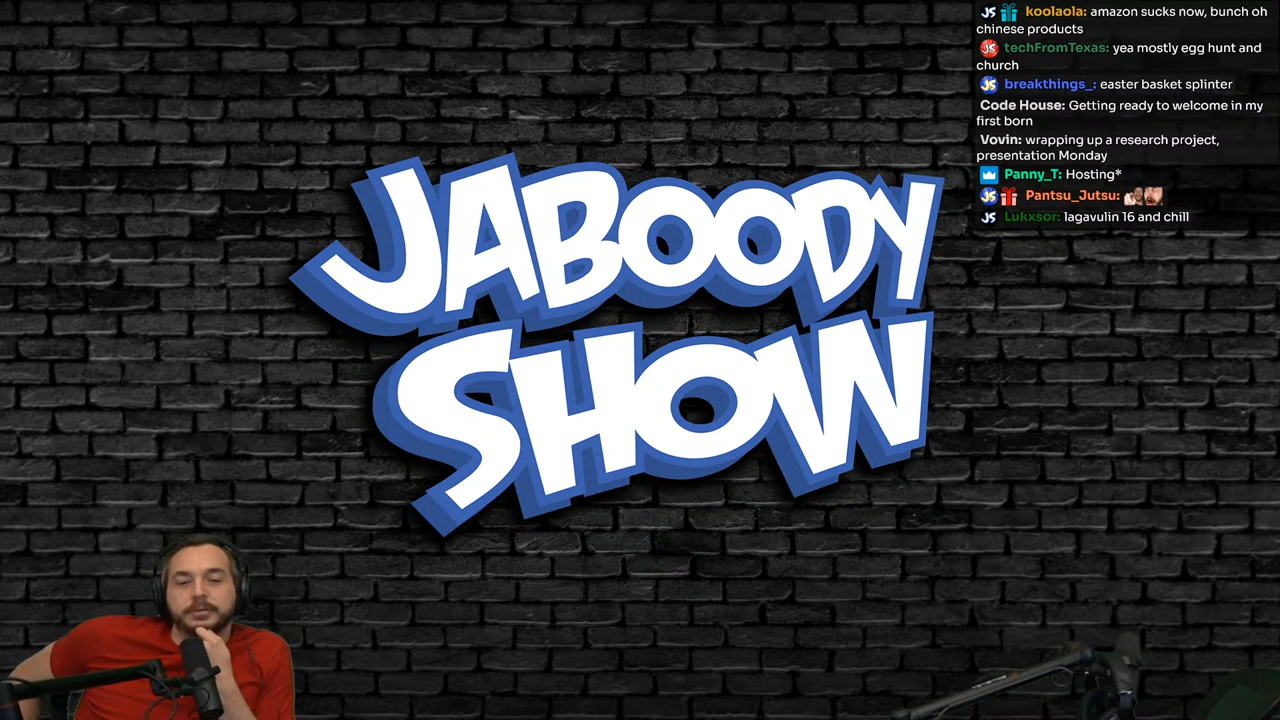 JABOODY
SHOW
koolaola: amazon sucks now, bunch oh
chinese products
techFromTexas: yea mostly egg hunt and
church
breakthings_: easter basket splinter
Code House: Getting ready to welcome in my
first born
Vovin: wrapping up a research project,
presentation Monday
Panny_T: Hosting*
Pantsu_Jutsu:
Lukxsor: lagavulin 16 and chill